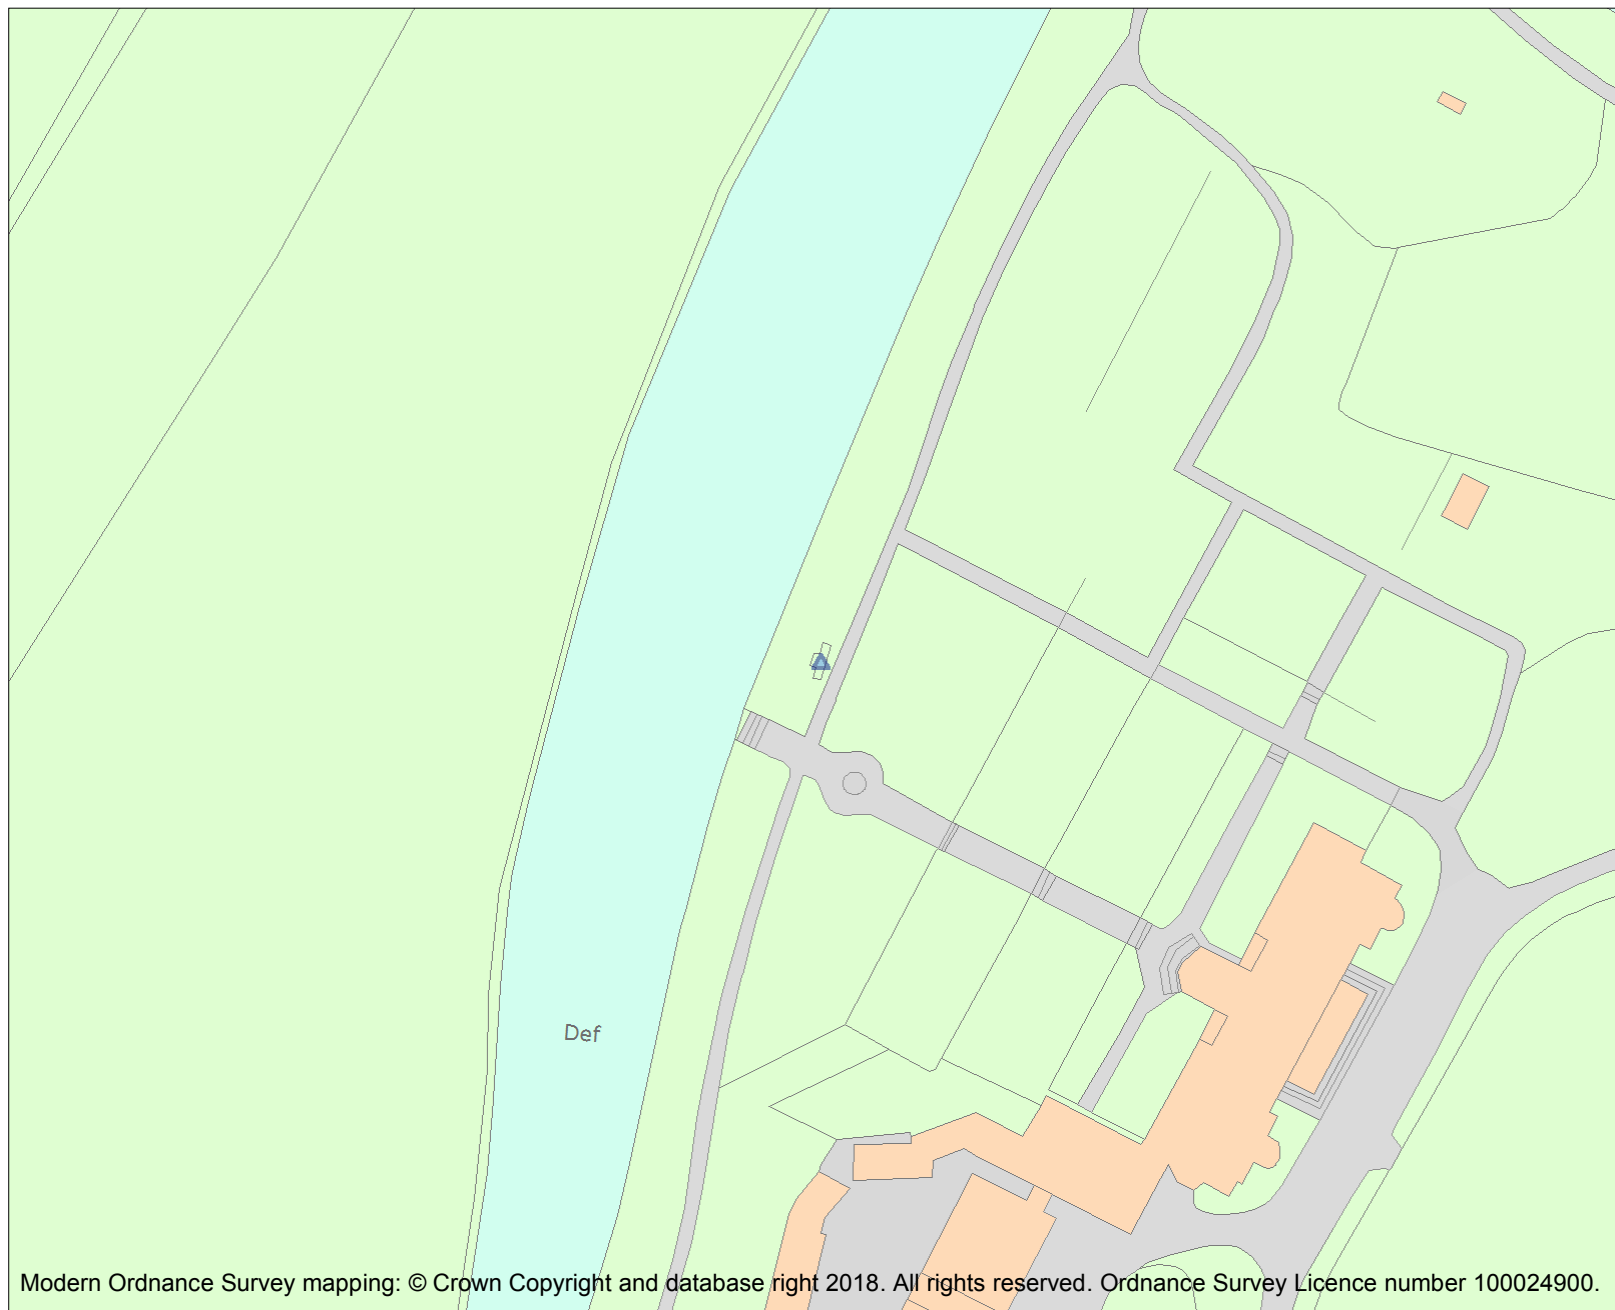 Def
Modern Ordnance Survey mapping: © Crown Copyright and database right 2018. All rights reserved. Ordnance Survey Licence number 100024900.